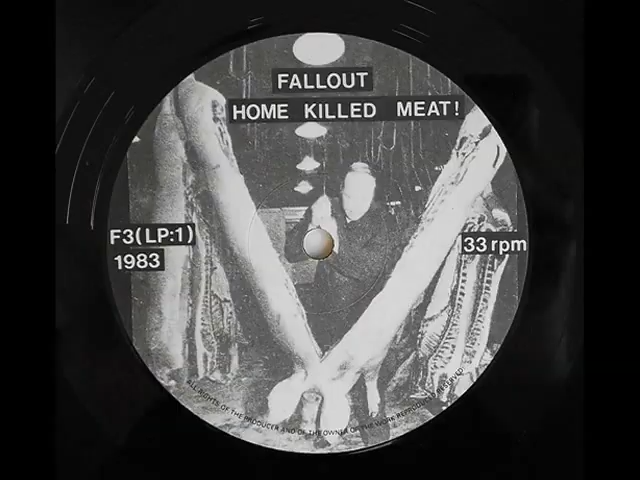 FALLOUT
HOME KILLED MEAT!
F3(LP:1)
1983
33 rpm
ALL RIGHTS OF THE PRODUCER AND OF THE OWNER OF THE WORK REPRODUCED RESERVED